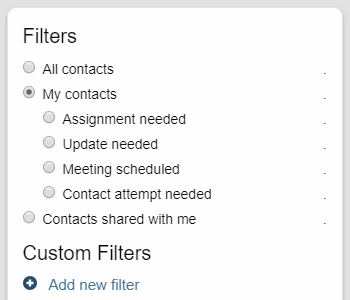 Filters
All contacts .
My contacts .
Assignment needed .
Update needed .
Meeting scheduled .
Contact attempt needed .
Contacts shared with me .
Custom Filters
Add new filter